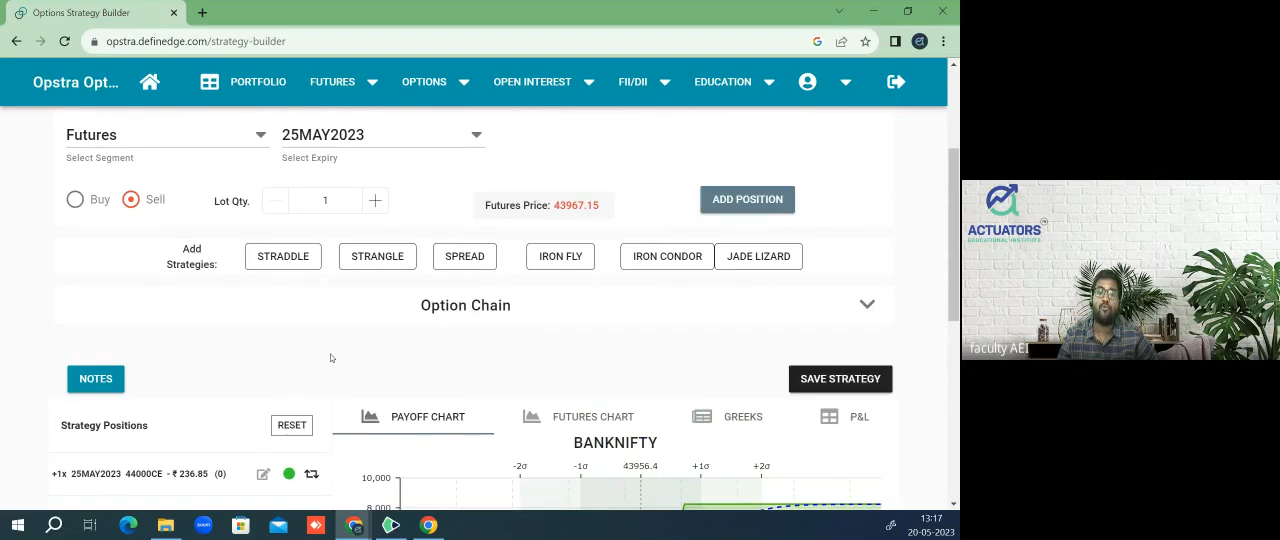 Options Strategy Builder
opstra.definedge.com/strategy-builder
Opstra Opt...
PORTFOLIO
FUTURES
OPTIONS
OPEN INTEREST
FII/DII
EDUCATION
Futures
25MAY2023
Select Segment
Select Expiry
Buy
Sell
Lot Qty.
1
Futures Price: 43967.15
ADD POSITION
Add
Strategies:
STRADDLE
STRANGLE
SPREAD
IRON FLY
IRON CONDOR
JADE LIZARD
Option Chain
NOTES
SAVE STRATEGY
Strategy Positions
RESET
PAYOFF CHART
FUTURES CHART
GREEKS
P&L
BANKNIFTY
-2σ
-1σ
43956.4
+1σ
+2σ
+1x 25MAY2023 44000CE - ₹ 236.85 (0)
10,000
8,000
zoom
13:17
20-05-2023
ACTUATORS
EDUCATIONAL INSTITUTE
faculty AEI